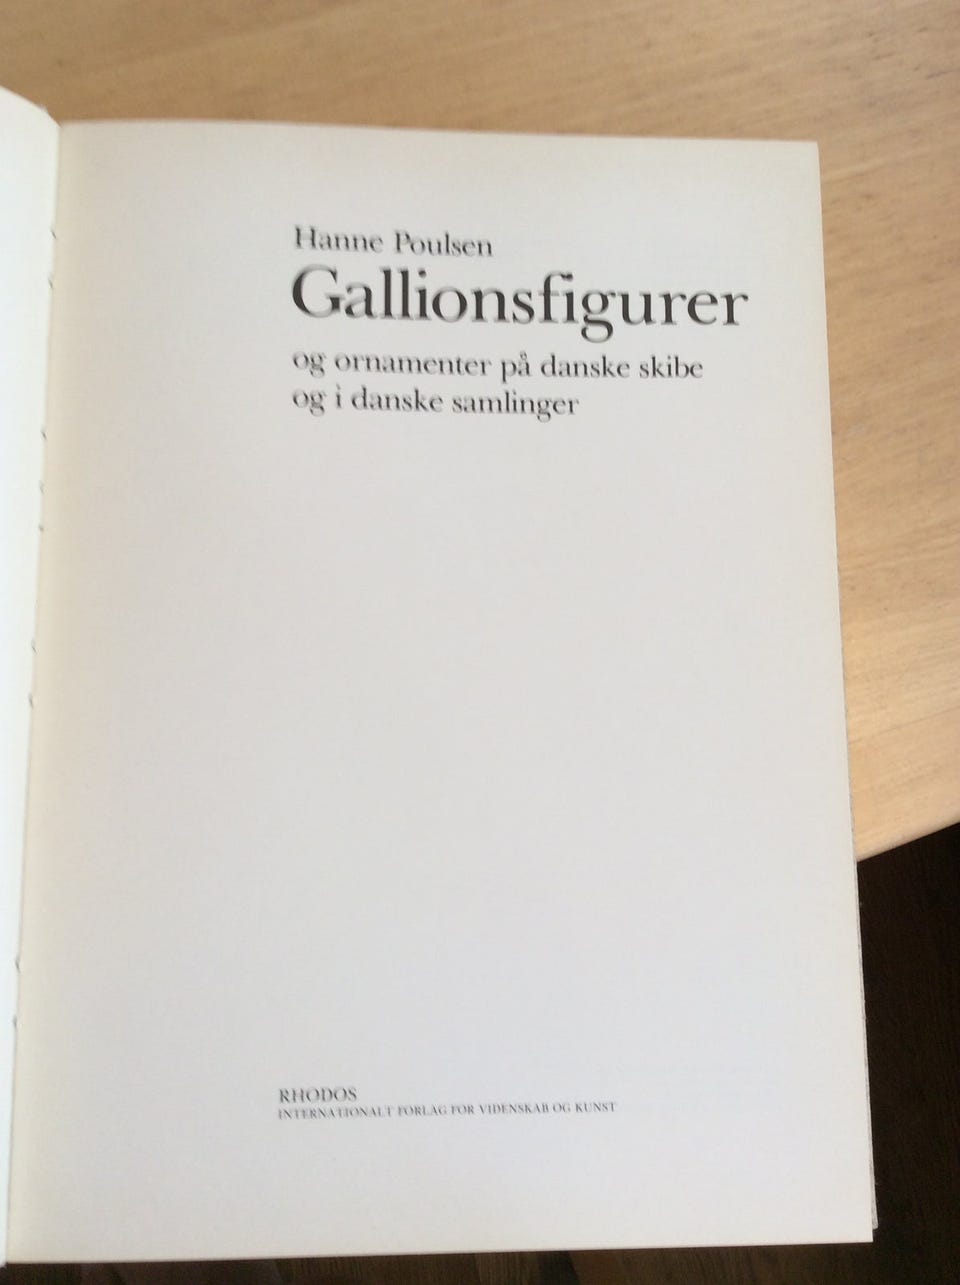 Hanne Poulsen
Gallionsfigurer
og ornamenter på danske skibe
og i danske samlinger
RHODOS
INTERNATIONALT FORLAG FOR VIDENSKAB OG KUNST